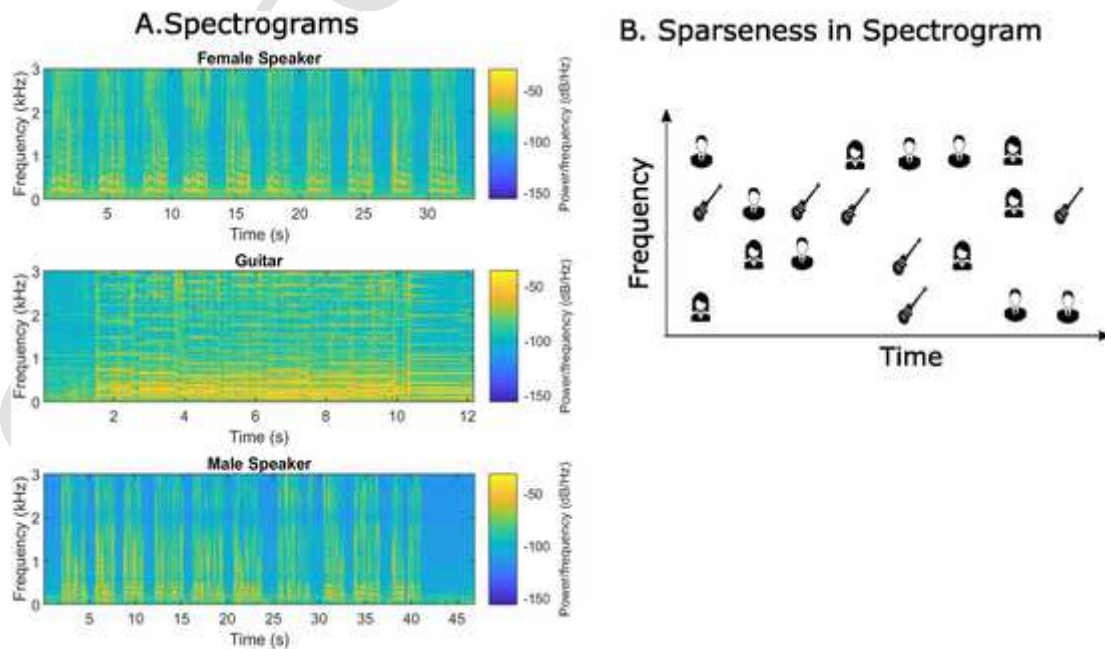 A.Spectrograms
Female Speaker
Frequency (kHz)
3
2
1
0
5 10 15 20 25 30
Time (s)
-50
-100
-150
Power/frequency (dB/Hz)
Guitar
Frequency (kHz)
3
2
1
0
2 4 6 8 10 12
Time (s)
-50
-100
-150
Power/frequency (dB/Hz)
Male Speaker
Frequency (kHz)
3
2
1
0
5 10 15 20 25 30 35 40 45
Time (s)
-50
-100
-150
Power/frequency (dB/Hz)
B. Sparseness in Spectrogram
Frequency
Time